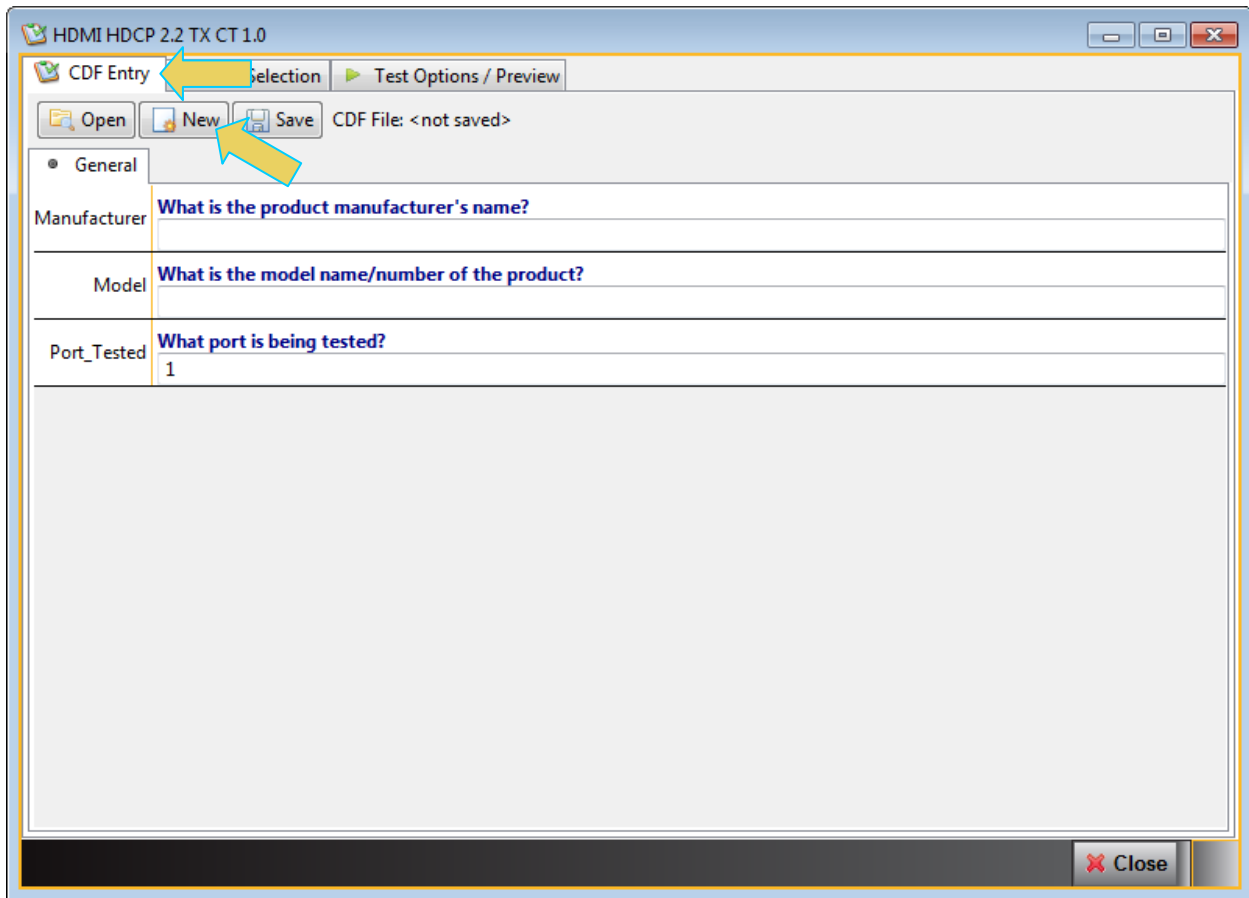 HDMI HDCP 2.2 TX CT 1.0
CDF Entry Selection Test Options / Preview
Open New Save CDF File: <not saved>
General
What is the product manufacturer's name?
Manufacturer
What is the model name/number of the product?
Model
What port is being tested?
Port_Tested
1
Close